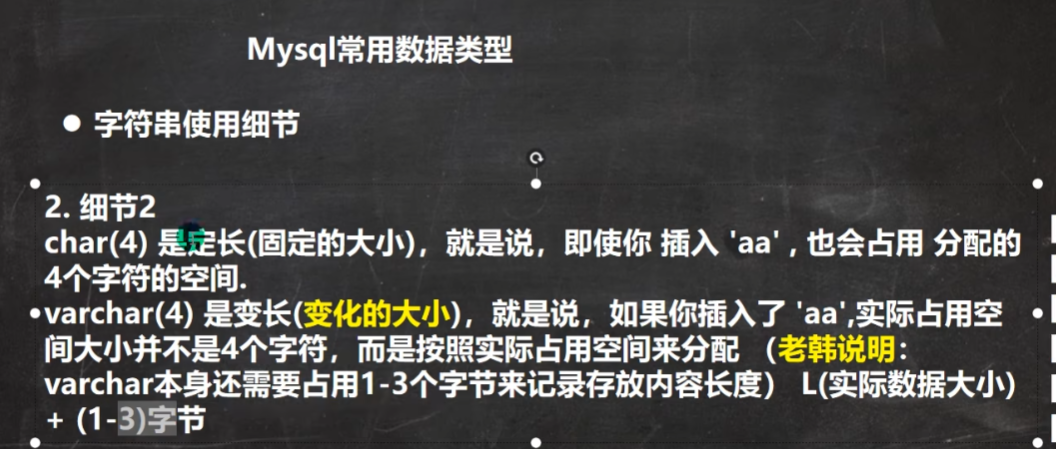 Mysql常用数据类型
● 字符串使用细节
2. 细节2
char(4) 是定长(固定的大小)，就是说，即使你 插入 'aa' , 也会占用 分配的
4个字符的空间.
varchar(4) 是变长(变化的大小)，就是说，如果你插入了 'aa',实际占用空
间大小并不是4个字符，而是按照实际占用空间来分配 （老韩说明：
varchar本身还需要占用1-3个字节来记录存放内容长度） L(实际数据大小)
+ (1-3)字节